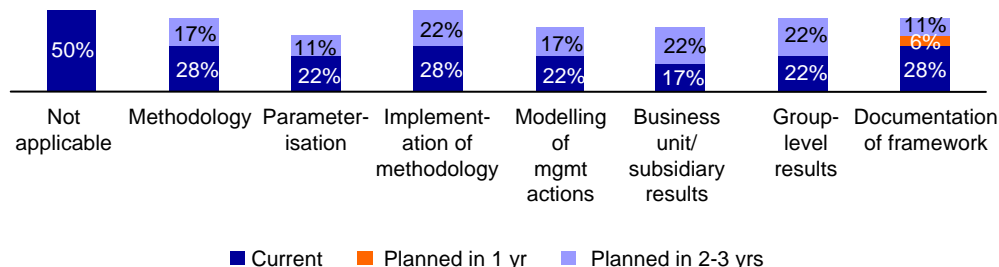 22%
11%
17%
17%
22%
22%
11%
50%
6%
28%
22%
28%
22%
17%
22%
28%
Not
applicable
Methodology
Parameter-
isation
Implement-
ation of
methodology
Modelling
of
mgmt
actions
Business
unit/
subsidiary
results
Group-
level
results
Documentation
of framework
Current
Planned in 1 yr
Planned in 2-3 yrs